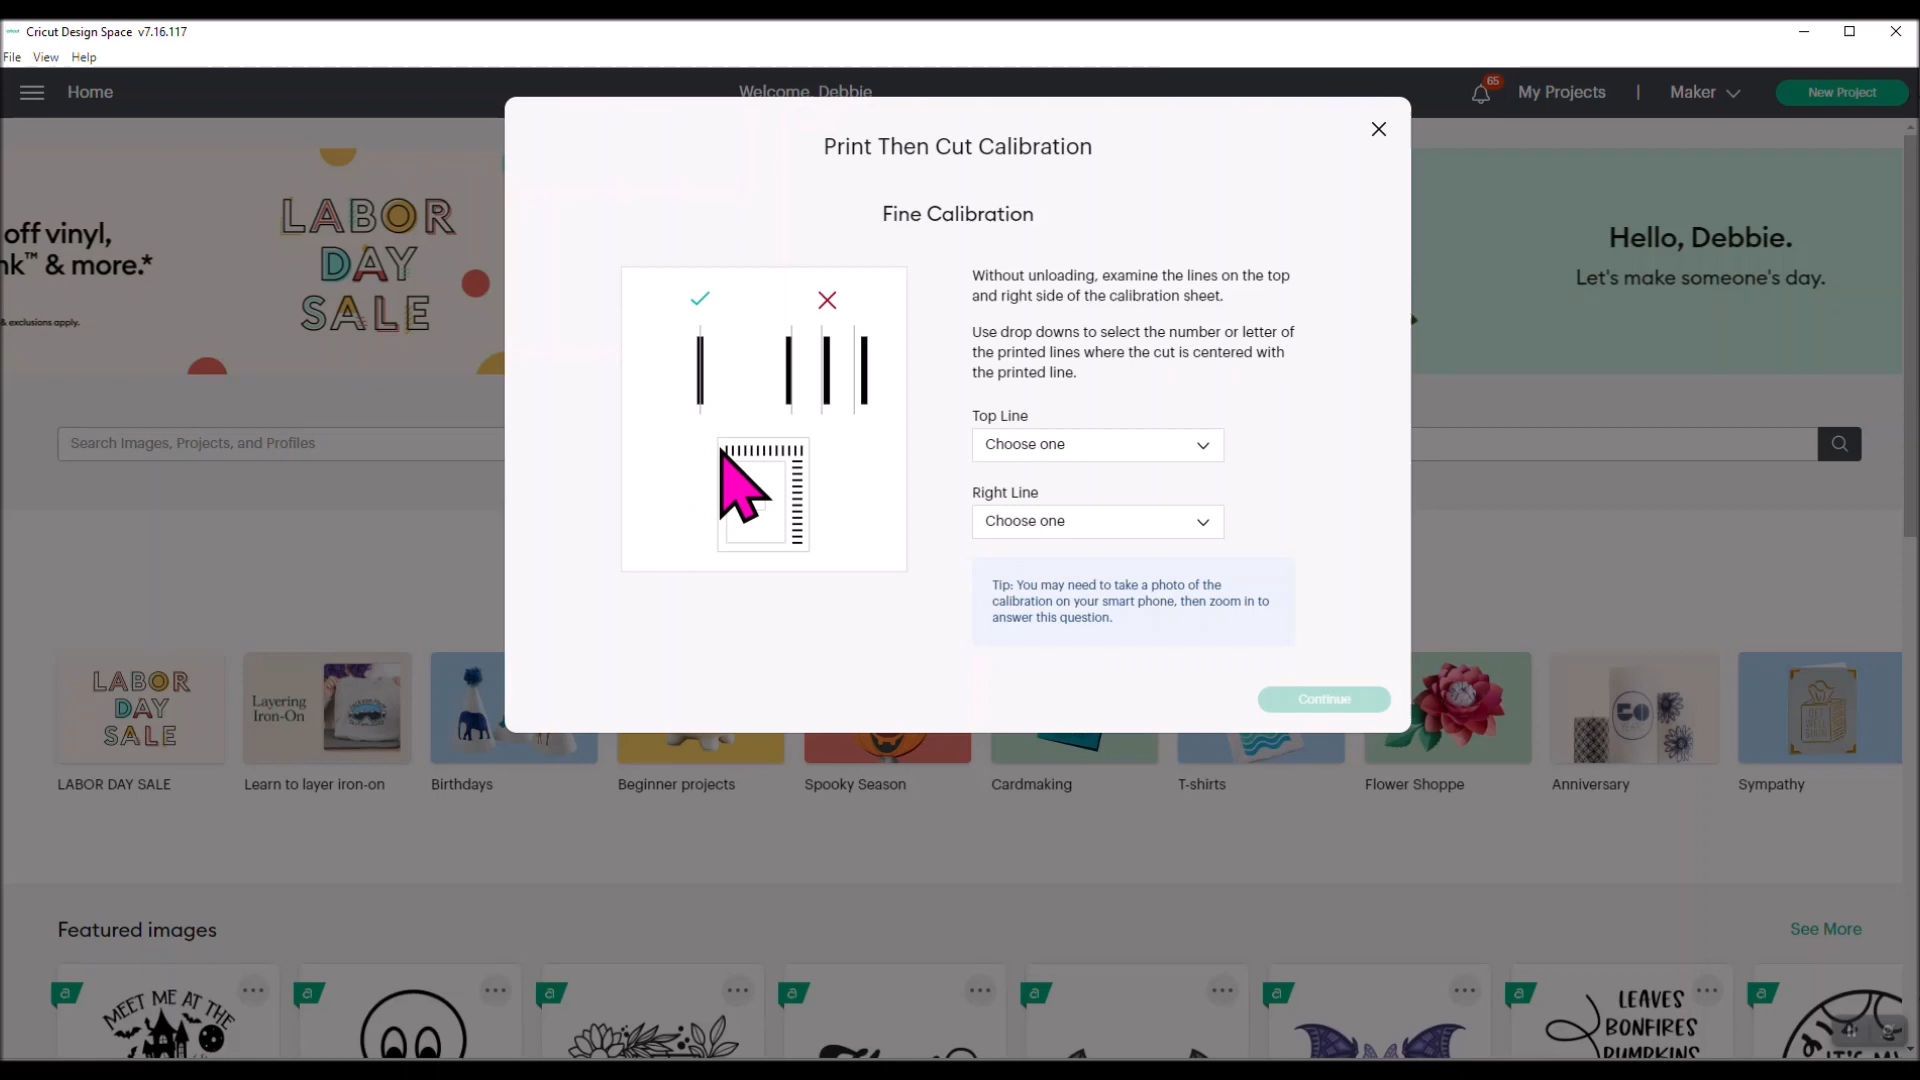 Cricut Design Space v7.16.117
File View Help
Home
Welcome, Debbie
65
My Projects | Maker
New Project
Print Then Cut Calibration
Fine Calibration
Without unloading, examine the lines on the top
and right side of the calibration sheet.
Use drop downs to select the number or letter of
the printed lines where the cut is centered with
the printed line.
Top Line
Choose one
Right Line
Choose one
Tip: You may need to take a photo of the
calibration on your smart phone, then zoom in to
answer this question.
Continue
off vinyl,
nk™ & more.*
& exclusions apply.
LABOR
DAY
SALE
Hello, Debbie.
Let's make someone's day.
Search Images, Projects, and Profiles
LABOR
DAY
SALE
Layering
Iron-On
50
LABOR DAY SALE
Learn to layer iron-on
Birthdays
Beginner projects
Spooky Season
Cardmaking
T-shirts
Flower Shoppe
Anniversary
Sympathy
Featured images
See More
a
a
a
a
a
a
a
a
MEET ME AT THE
LEAVES
BONFIRES
PUMPKINS